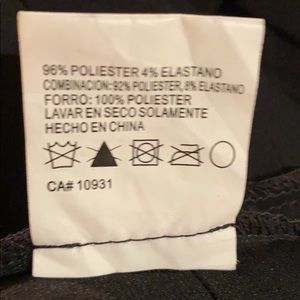 96% POLIESTER 4% ELASTANO
COMBINACION: 92% POLIESTER, 8% ELASTANO
FORRO: 100% POLIESTER
LAVAR EN SECO SOLAMENTE
HECHO EN CHINA
CA# 10931